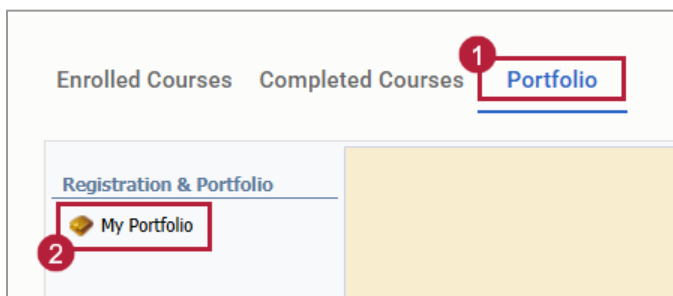 1
Enrolled Courses Completed Courses Portfolio
Registration & Portfolio
My Portfolio
2